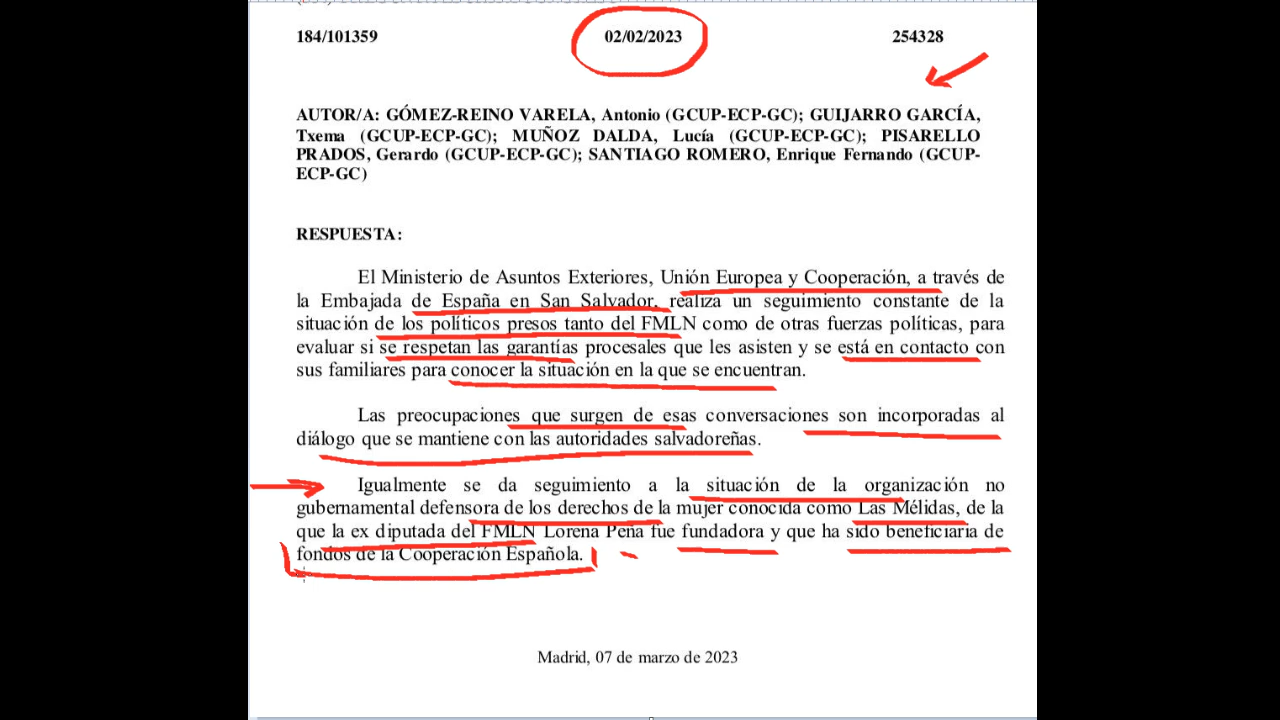 184/101359 02/02/2023 254328
AUTOR/A: GÓMEZ-REINO VARELA, Antonio (GCUP-ECP-GC); GUIJARRO GARCÍA,
Txema (GCUP-ECP-GC); MUÑOZ DALDA, Lucía (GCUP-ECP-GC); PISARELLO
PRADOS, Gerardo (GCUP-ECP-GC); SANTIAGO ROMERO, Enrique Fernando (GCUP-
ECP-GC)
RESPUESTA:
El Ministerio de Asuntos Exteriores, Unión Europea y Cooperación, a través de
la Embajada de España en San Salvador, realiza un seguimiento constante de la
situación de los políticos presos tanto del FMLN como de otras fuerzas políticas, para
evaluar si se respetan las garantías procesales que les asisten y se está en contacto con
sus familiares para conocer la situación en la que se encuentran.
Las preocupaciones que surgen de esas conversaciones son incorporadas al
diálogo que se mantiene con las autoridades salvadoreñas.
Igualmente se da seguimiento a la situación de la organización no
gubernamental defensora de los derechos de la mujer conocida como Las Mélidas, de la
que la ex diputada del FMLN Lorena Peña fue fundadora y que ha sido beneficiaria de
fondos de la Cooperación Española.
Madrid, 07 de marzo de 2023